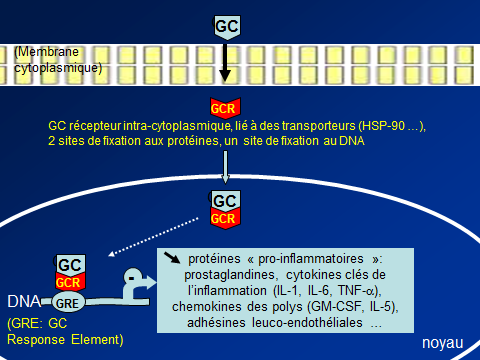 GC
(Membrane
cytoplasmique)
GCR
GC récepteur intra-cytoplasmique, lié à des transporteurs (HSP-90 …),
2 sites de fixation aux protéines, un site de fixation au DNA
GC
GCR
GC
GCR
DNA
GRE
(GRE: GC
Response Element)
protéines « pro-inflammatoires »:
prostaglandines, cytokines clés de
l’inflammation (IL-1, IL-6, TNF-α),
chemokines des polys (GM-CSF, IL-5),
adhésines leuco-endothéliales …
noyau